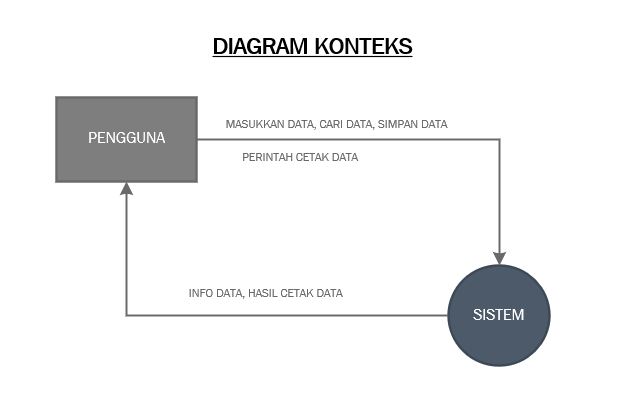 DIAGRAM KONTEKS
PENGGUNA
MASUKKAN DATA, CARI DATA, SIMPAN DATA
PERINTAH CETAK DATA
INFO DATA, HASIL CETAK DATA
SISTEM